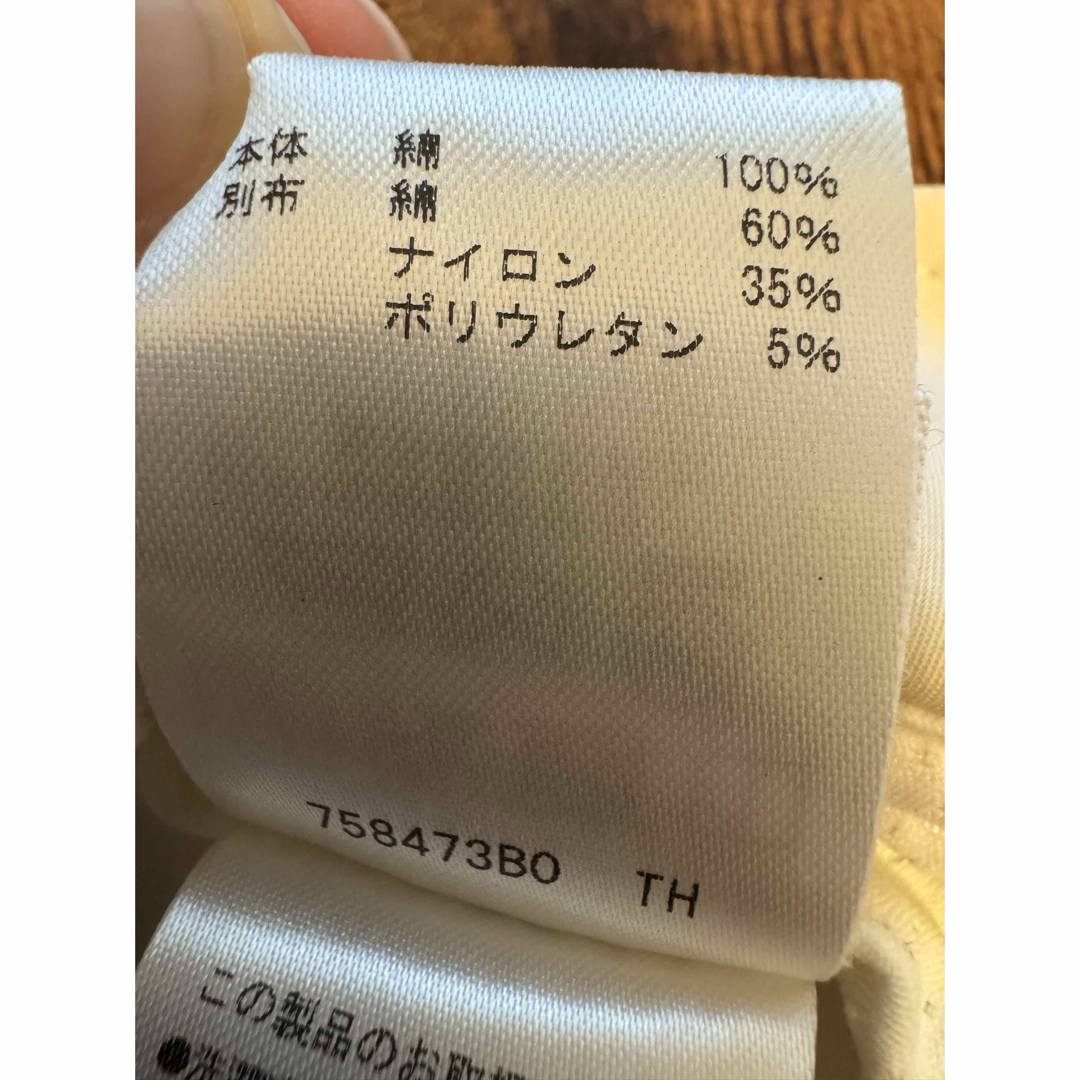 本体 綿 100%
別布 綿 60%
ナイロン 35%
ポリウレタン 5%
758473B0 TH
この製品のお取
●洗